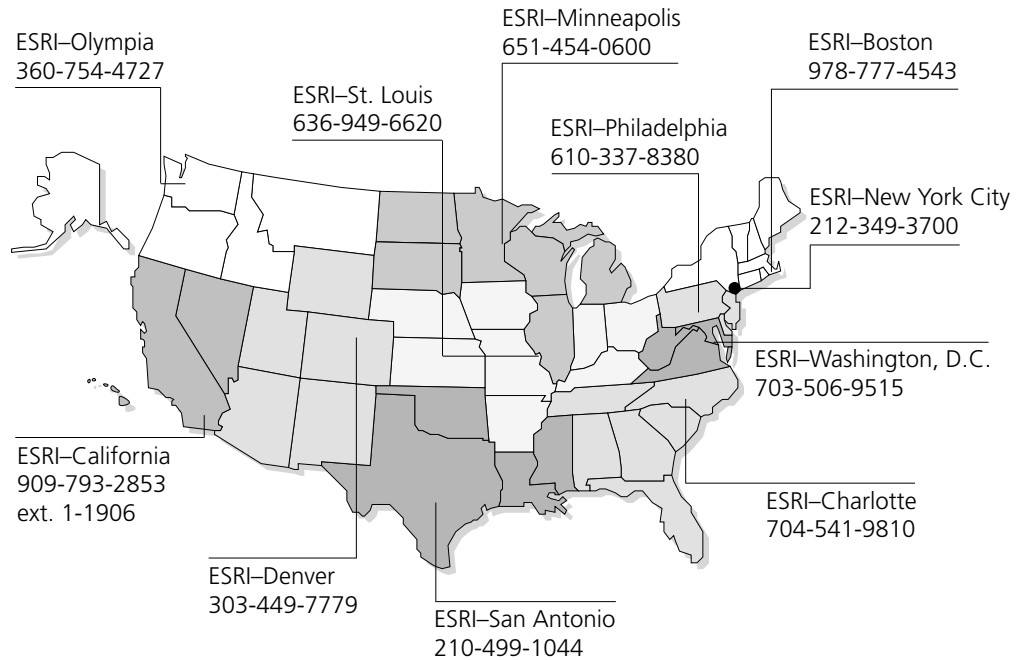 ESRI–Minneapolis
651-454-0600
ESRI–Olympia
360-754-4727
ESRI–Boston
978-777-4543
ESRI–St. Louis
636-949-6620
ESRI–Philadelphia
610-337-8380
ESRI–New York City
212-349-3700
ESRI–Washington, D.C.
703-506-9515
ESRI–California
909-793-2853
ext. 1-1906
ESRI–Charlotte
704-541-9810
ESRI–Denver
303-449-7779
ESRI–San Antonio
210-499-1044